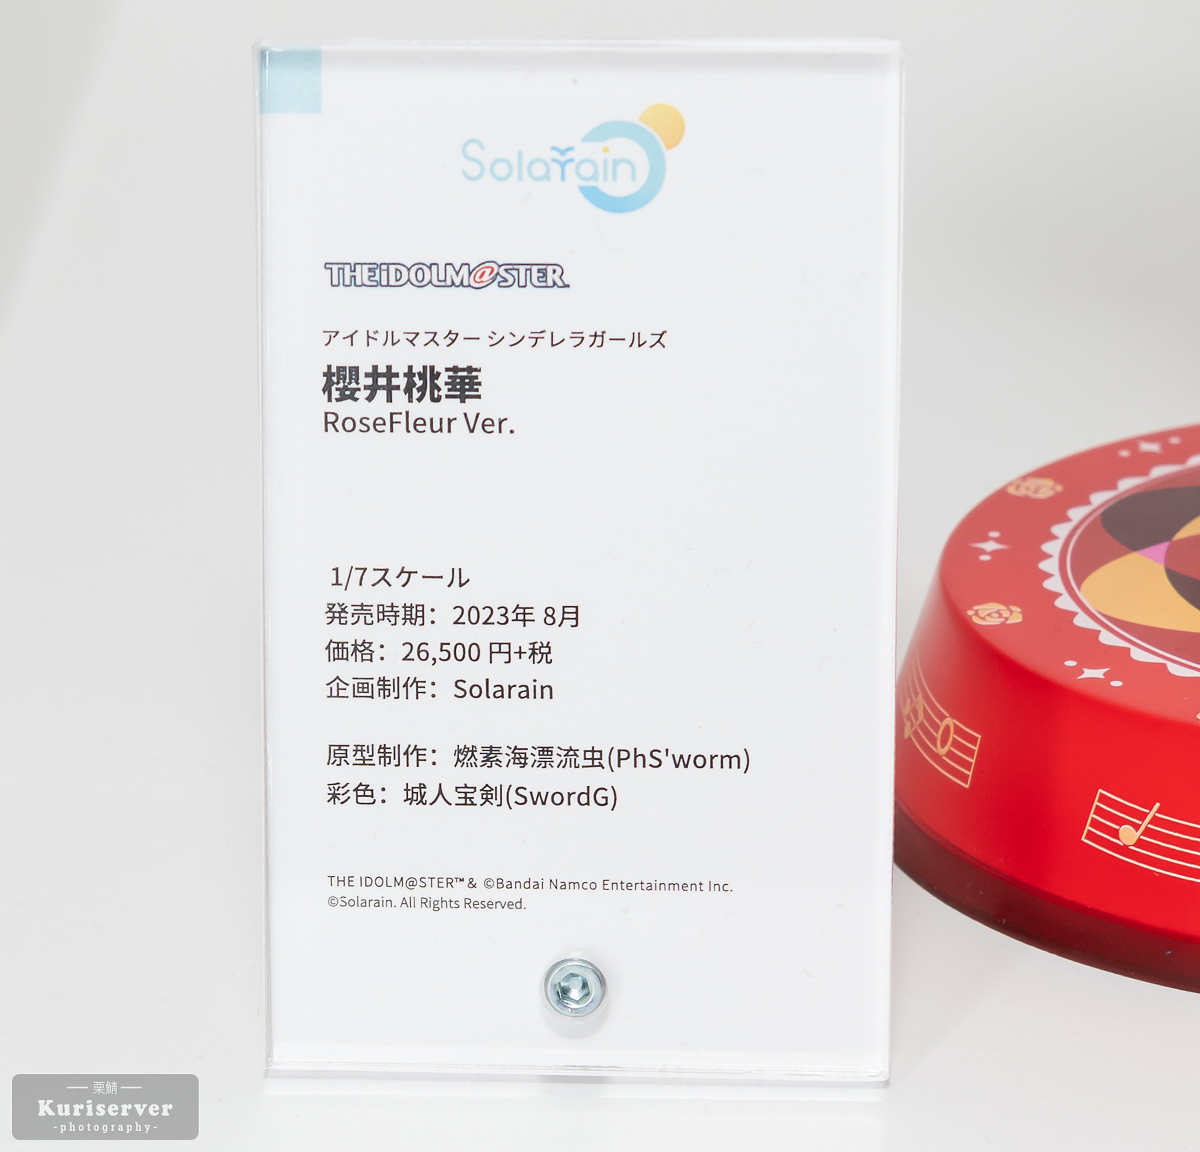 Solarain
THE iDOLM@STER
アイドルマスター シンデレラガールズ
櫻井桃華
RoseFleur Ver.
1/7スケール
発売時期：2023年 8月
価格：26,500 円+税
企画制作：Solarain
原型制作：燃素海漂流虫(PhS'worm)
彩色：城人宝剣(SwordG)
THE IDOLM@STER™& ©Bandai Namco Entertainment Inc.
©Solarain. All Rights Reserved.
栗鯖
Kuriserver
-photography-